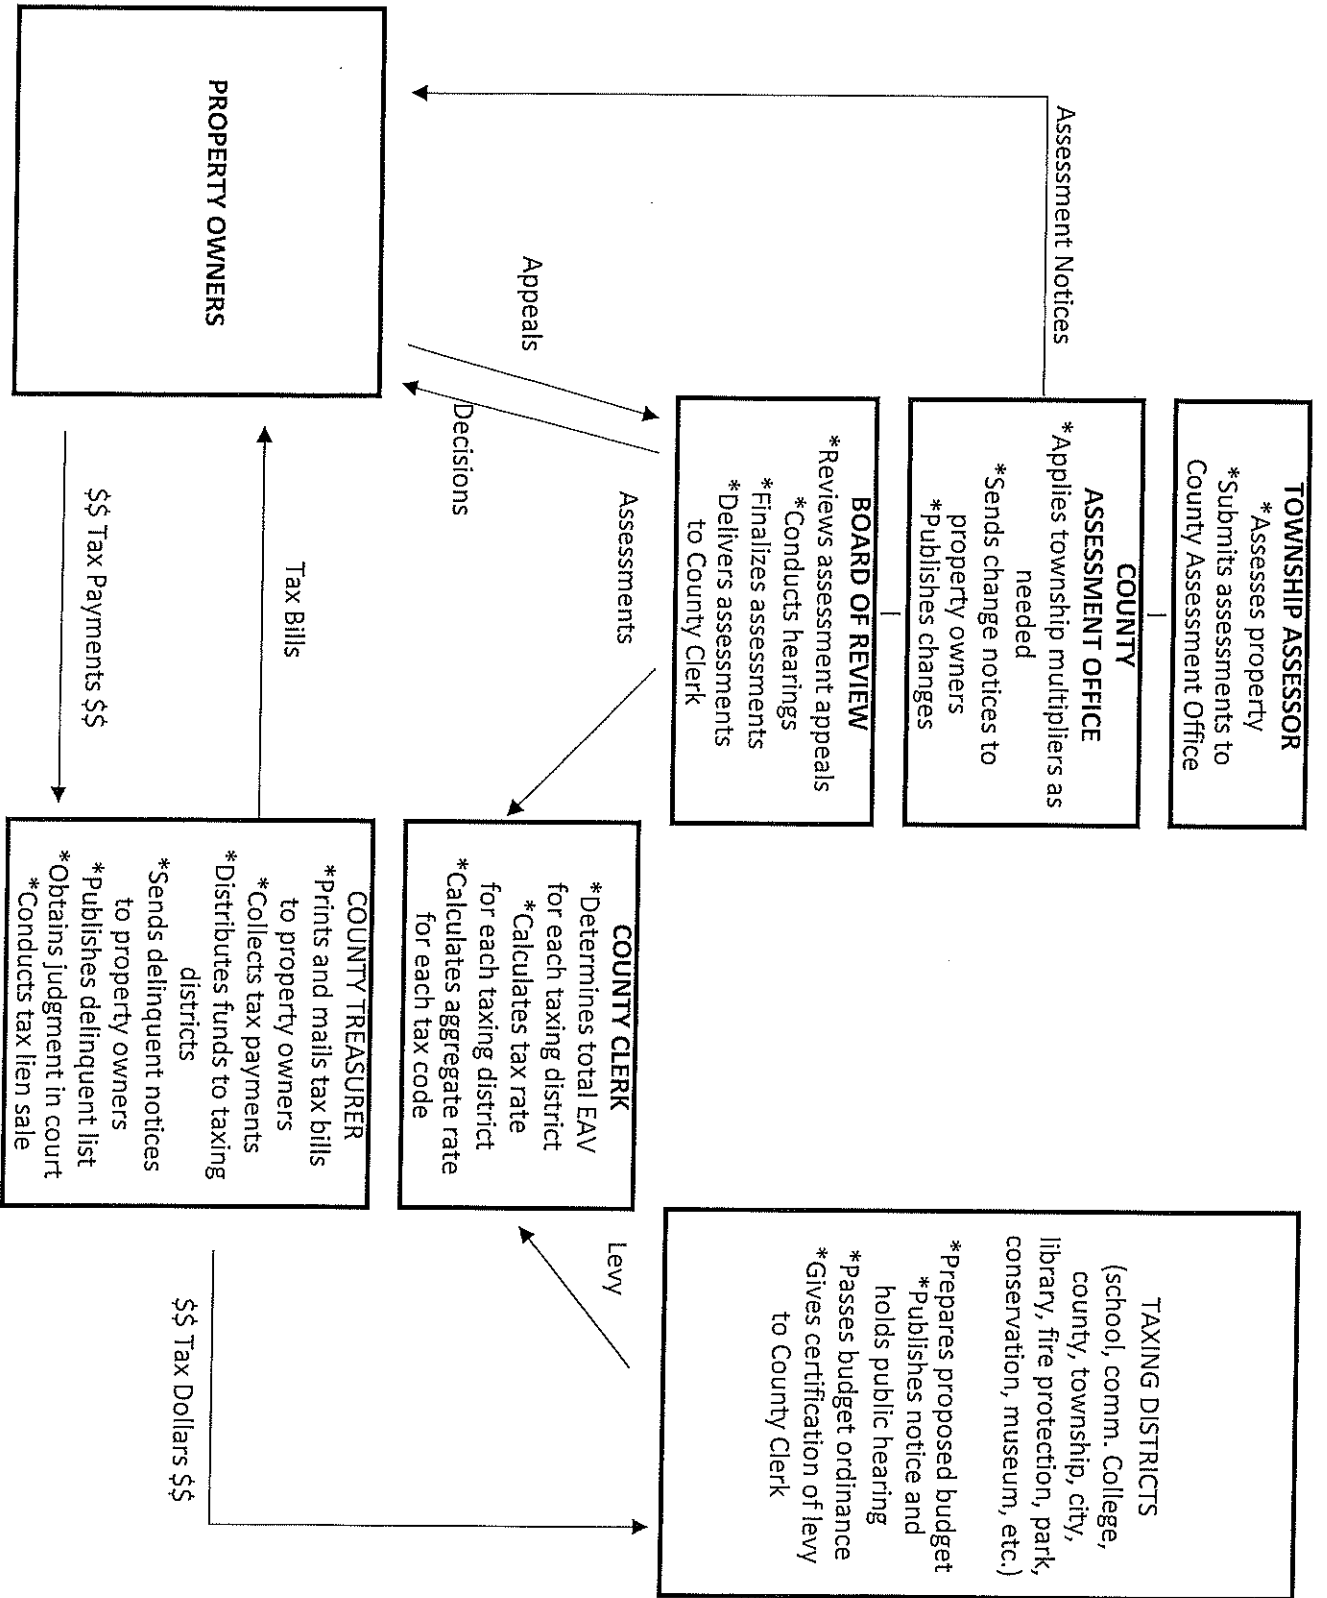 TOWNSHIP ASSESSOR
*Assesses property
*Submits assessments to
County Assessment Office
Assessment Notices
COUNTY
ASSESSMENT OFFICE
*Applies township multipliers as
needed
*Sends change notices to
property owners
*Publishes changes
BOARD OF REVIEW
*Reviews assessment appeals
*Conducts hearings
*Finalizes assessments
*Delivers assessments
to County Clerk
Appeals
Decisions
Assessments
PROPERTY OWNERS
COUNTY CLERK
*Determines total EAV
for each taxing district
*Calculates tax rate
for each taxing district
*Calculates aggregate rate
for each tax code
Levy
TAXING DISTRICTS
(school, comm. College,
county, township, city,
library, fire protection, park,
conservation, museum, etc.)
*Prepares proposed budget
*Publishes notice and
holds public hearing
*Passes budget ordinance
*Gives certification of levy
to County Clerk
Tax Bills
$$ Tax Payments $$
COUNTY TREASURER
*Prints and mails tax bills
to property owners
*Collects tax payments
*Distributes funds to taxing
districts
*Sends delinquent notices
to property owners
*Publishes delinquent list
*Obtains judgment in court
*Conducts tax lien sale
$$ Tax Dollars $$